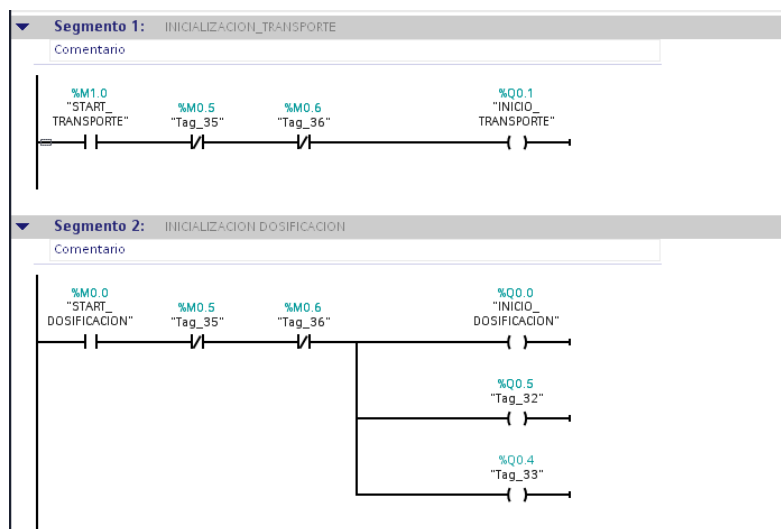 Segmento 1: INICIALIZACION_TRANSPORTE
Comentario
%M1.0
"START_
TRANSPORTE"
%M0.5
"Tag_35"
%M0.6
"Tag_36"
%Q0.1
"INICIO_
TRANSPORTE"
Segmento 2: INICIALIZACION DOSIFICACION
Comentario
%M0.0
"START_
DOSIFICACION"
%M0.5
"Tag_35"
%M0.6
"Tag_36"
%Q0.0
"INICIO_
DOSIFICACION"
%Q0.5
"Tag_32"
%Q0.4
"Tag_33"